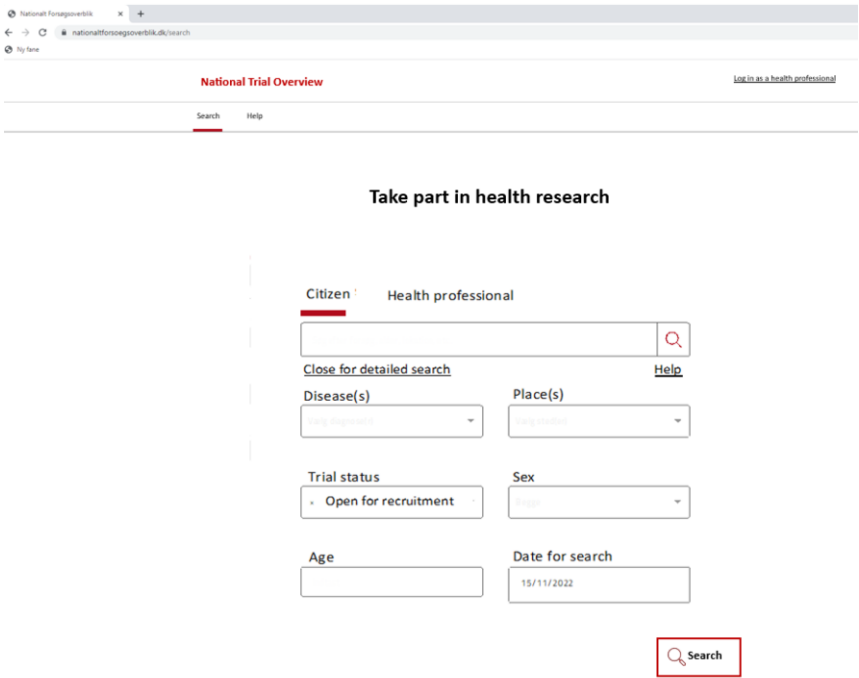 Nationalt Forsøgsoverblik
nationaltforsoegsoverblik.dk/search
Ny fane
National Trial Overview
Log in as a health professional
Search Help
Take part in health research
Citizen Health professional
Close for detailed search Help
Disease(s) Place(s)
Trial status Sex
Open for recruitment
Age Date for search
15/11/2022
Search